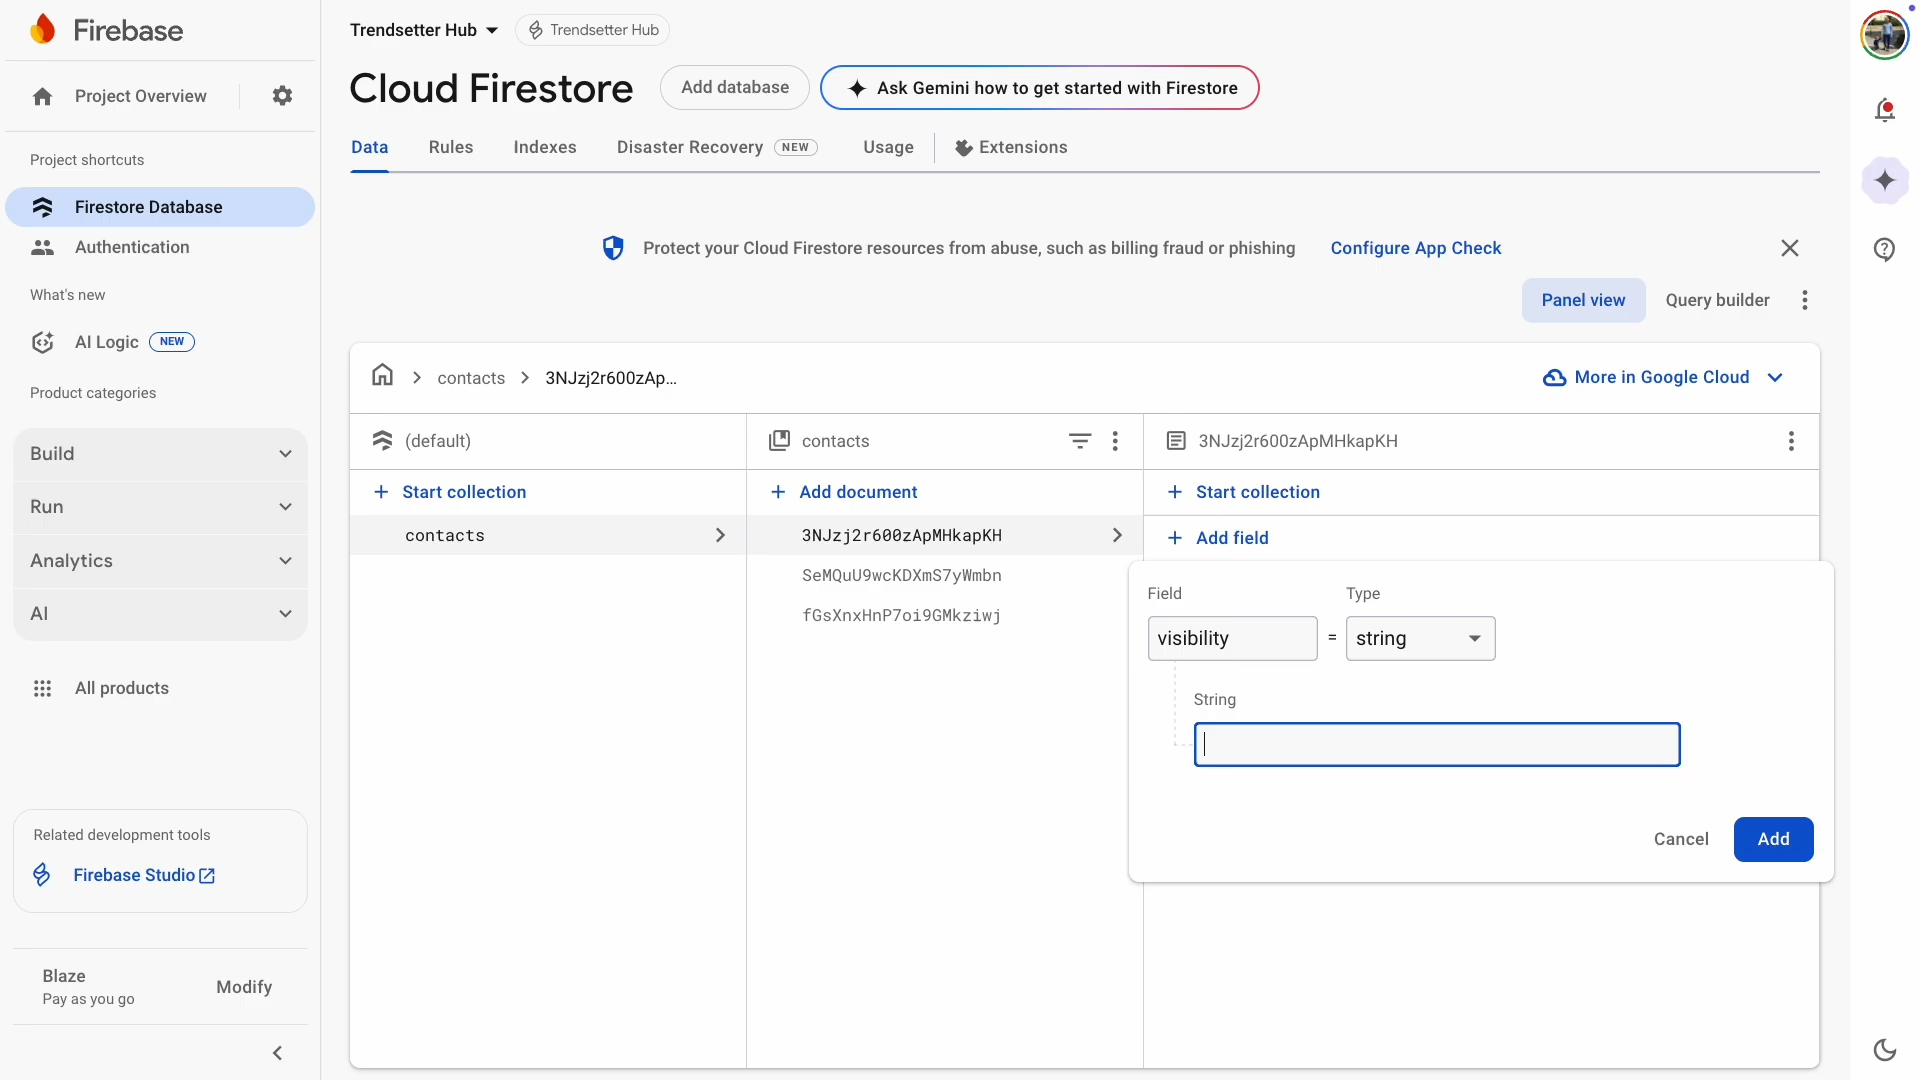 Firebase
Project Overview
Project shortcuts
Firestore Database
Authentication
What's new
AI Logic NEW
Product categories
Build
Run
Analytics
AI
All products
Related development tools
Firebase Studio
Blaze
Pay as you go
Modify
Trendsetter Hub
Trendsetter Hub
Cloud Firestore
Add database
Ask Gemini how to get started with Firestore
Data
Rules
Indexes
Disaster Recovery NEW
Usage
Extensions
Protect your Cloud Firestore resources from abuse, such as billing fraud or phishing
Configure App Check
Panel view
Query builder
contacts
3NJzj2r600zAp...
More in Google Cloud
(default)
Start collection
contacts
contacts
Add document
3NJzj2r600zApMHkapKH
SeMQuU9wcKDXmS7yWmbn
fGsXnxHnP7oi9GMkziwj
3NJzj2r600zApMHkapKH
Start collection
Add field
Field
Type
visibility
=
string
String
Cancel
Add